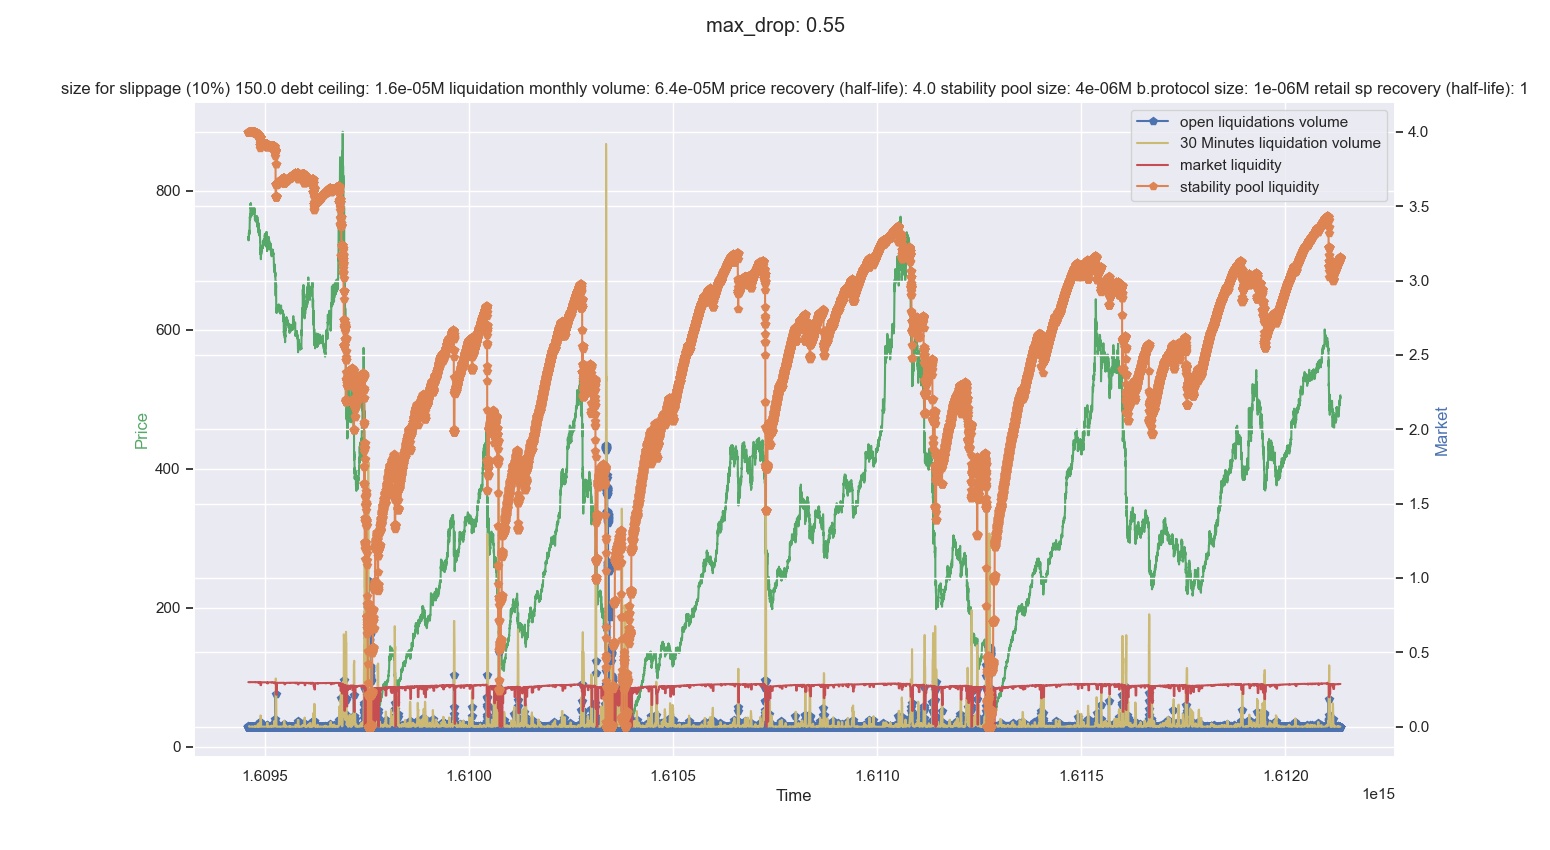 max_drop: 0.55
size for slippage (10%) 150.0 debt ceiling: 1.6e-05M liquidation monthly volume: 6.4e-05M price recovery (half-life): 4.0 stability pool size: 4e-06M b.protocol size: 1e-06M retail sp recovery (half-life): 1
open liquidations volume
30 Minutes liquidation volume
market liquidity
stability pool liquidity
800
600
400
200
0
Price
4.0
3.5
3.0
2.5
2.0
1.5
1.0
0.5
0.0
Market
1.6095 1.6100 1.6105 1.6110 1.6115 1.6120
Time
1e15